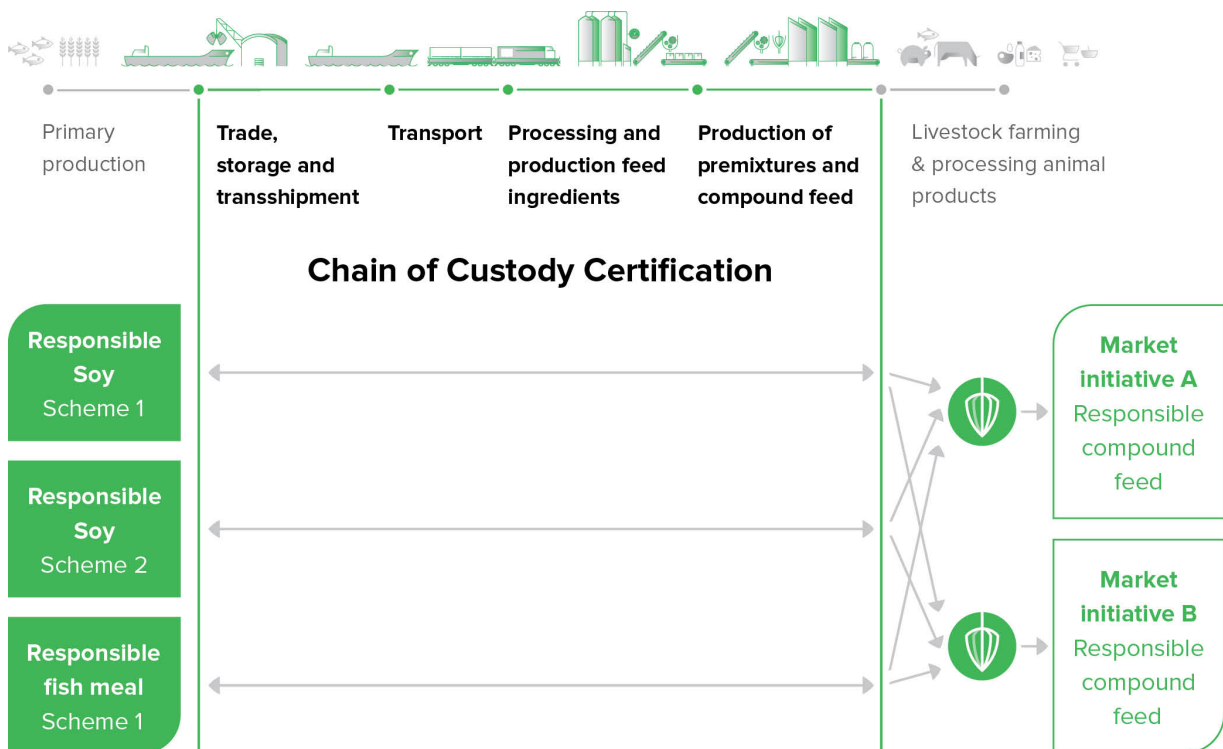 Primary
production
Trade,
storage and
transshipment
Transport
Processing and
production feed
ingredients
Production of
premixtures and
compound feed
Livestock farming
& processing animal
products
Chain of Custody Certification
Responsible
Soy
Scheme 1
Responsible
Soy
Scheme 2
Responsible
fish meal
Scheme 1
Market
initiative A
Responsible
compound
feed
Market
initiative B
Responsible
compound
feed